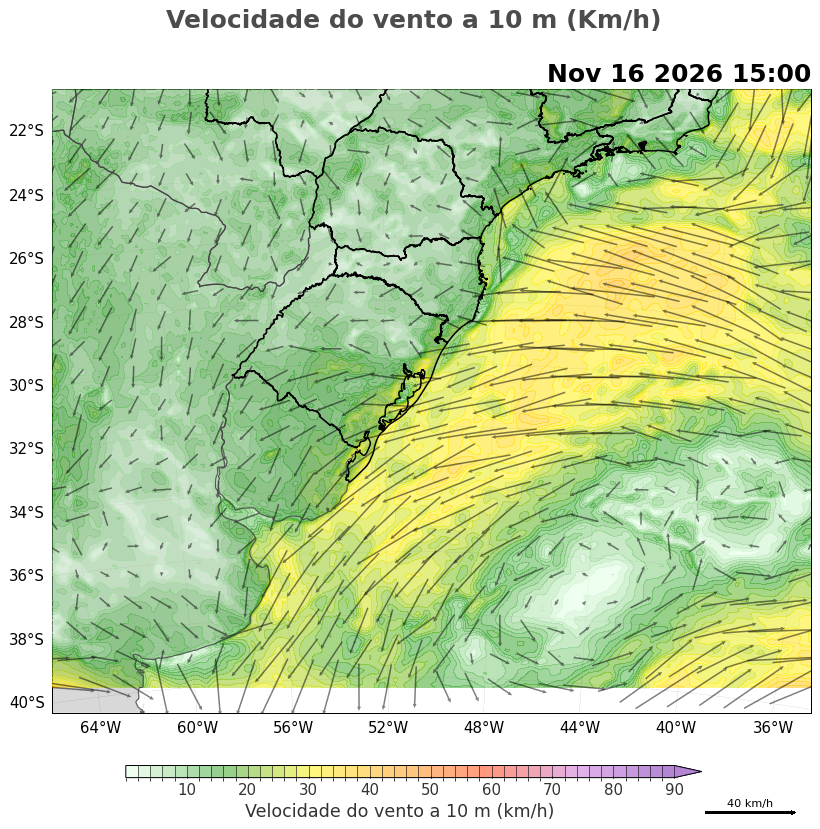 Velocidade do vento a 10 m (Km/h)
Nov 16 2026 15:00
22°S
24°S
26°S
28°S
30°S
32°S
34°S
36°S
38°S
40°S
64°W 60°W 56°W 52°W 48°W 44°W 40°W 36°W
10 20 30 40 50 60 70 80 90
Velocidade do vento a 10 m (km/h)
40 km/h